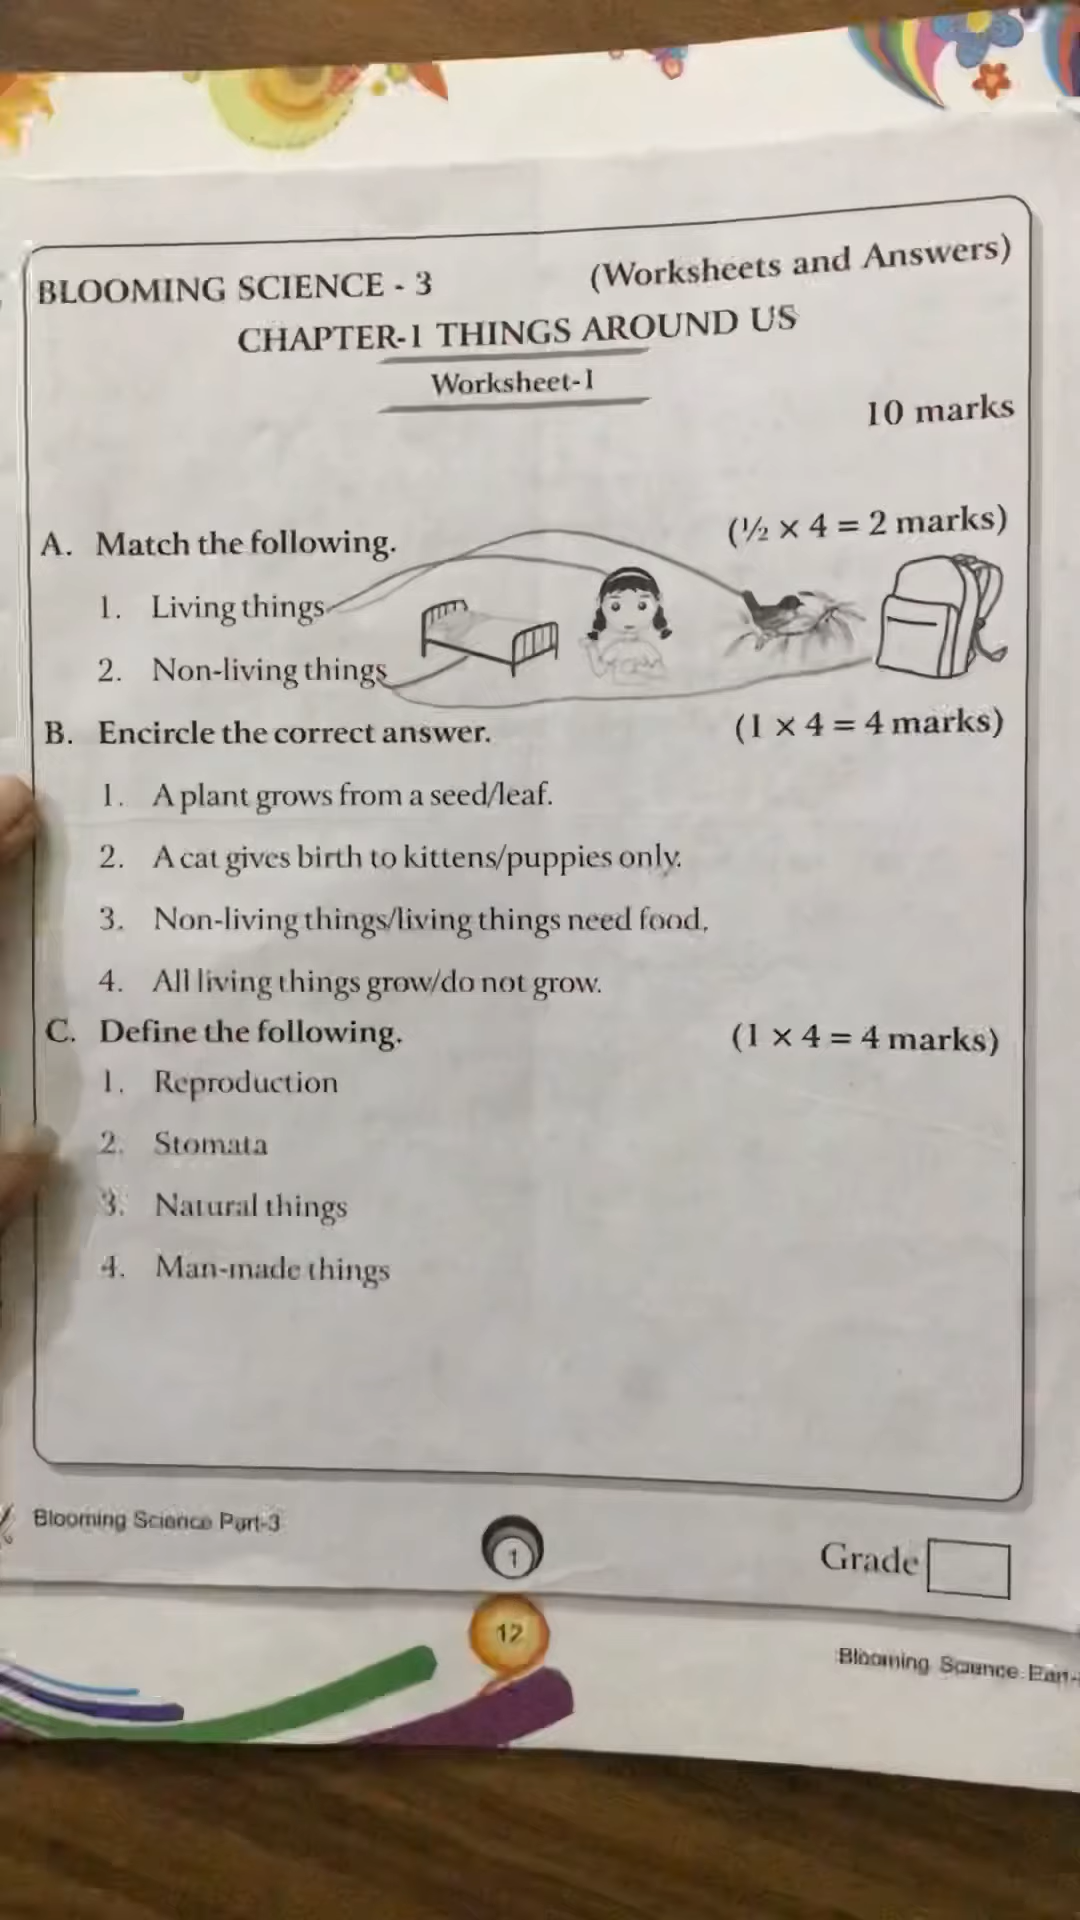 BLOOMING SCIENCE - 3 (Worksheets and Answers)
CHAPTER-1 THINGS AROUND US
Worksheet-1
10 marks
A. Match the following. (½ × 4 = 2 marks)
1. Living things
2. Non-living things
B. Encircle the correct answer. (1 × 4 = 4 marks)
1. A plant grows from a seed/leaf.
2. A cat gives birth to kittens/puppies only.
3. Non-living things/living things need food.
4. All living things grow/do not grow.
C. Define the following. (1 × 4 = 4 marks)
1. Reproduction
2. Stomata
3. Natural things
4. Man-made things
Blooming Science Part-3
1
Grade
12
Blooming Science Part-